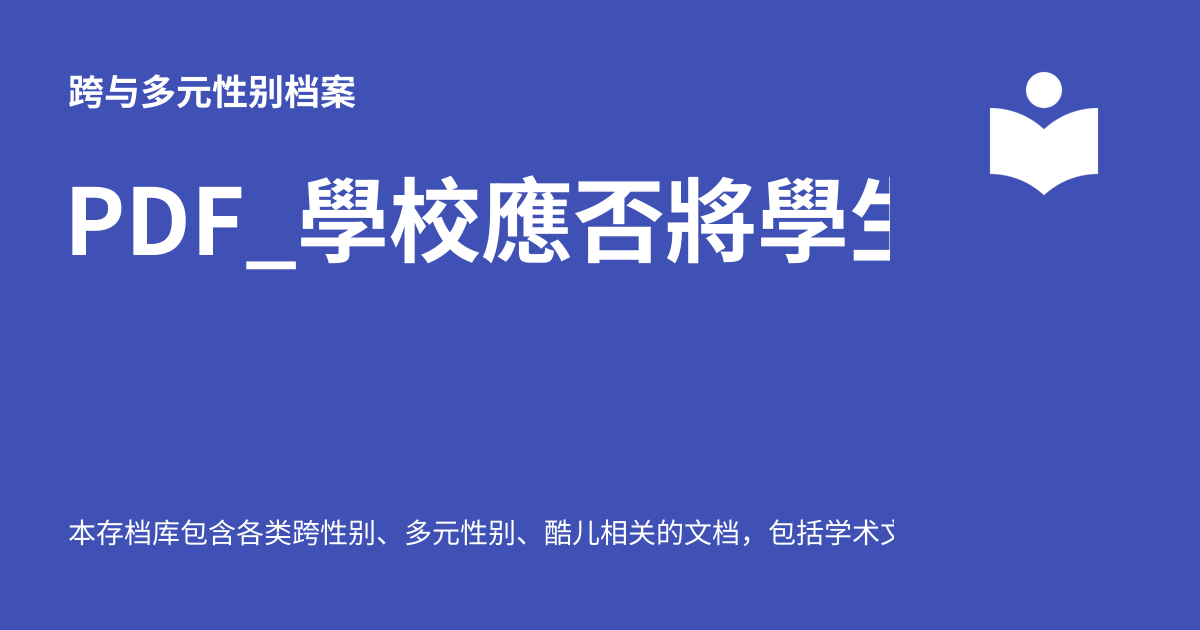 跨与多元性别档案
PDF_學校應否將學生
本存档库包含各类跨性别、多元性别、酷儿相关的文档，包括学术文